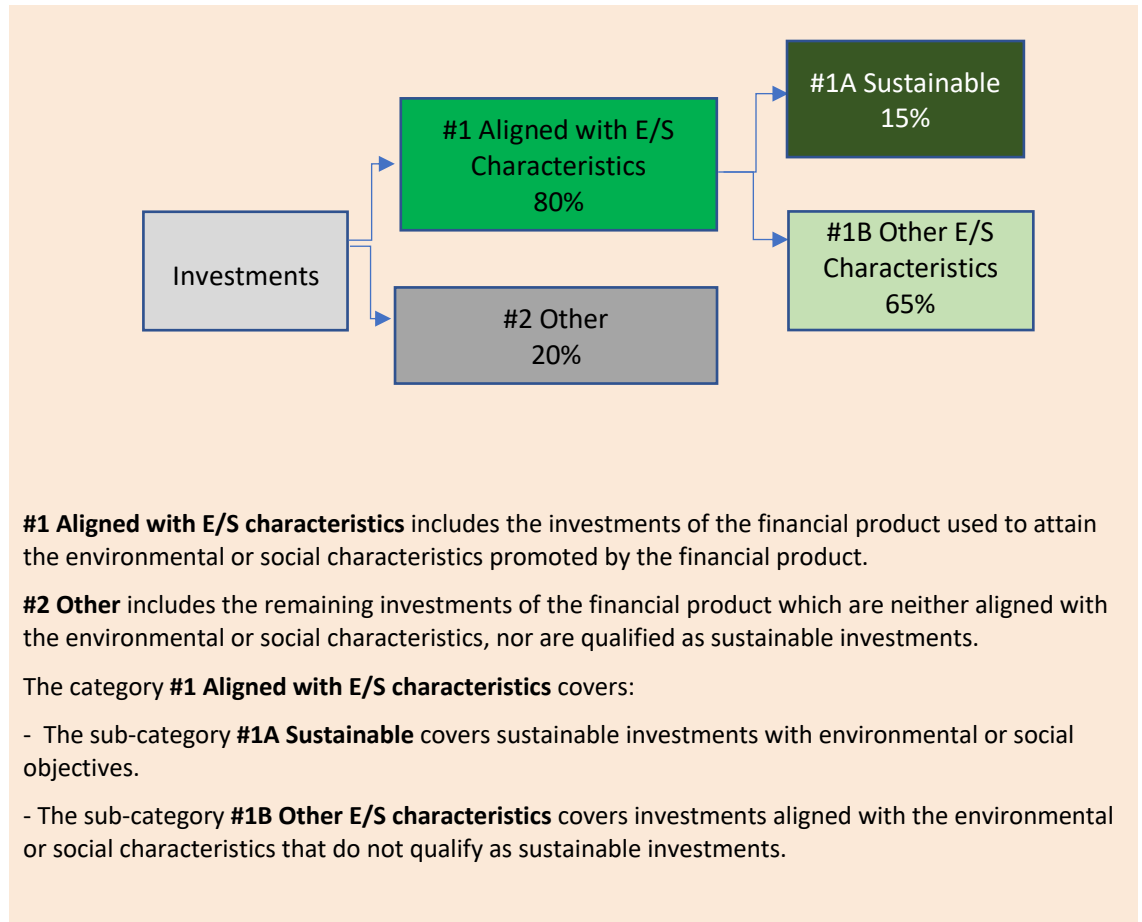 #1A Sustainable
15%
#1 Aligned with E/S
Characteristics
80%
Investments
#1B Other E/S
Characteristics
65%
#2 Other
20%
#1 Aligned with E/S characteristics includes the investments of the financial product used to attain
the environmental or social characteristics promoted by the financial product.
#2 Other includes the remaining investments of the financial product which are neither aligned with
the environmental or social characteristics, nor are qualified as sustainable investments.
The category #1 Aligned with E/S characteristics covers:
- The sub-category #1A Sustainable covers sustainable investments with environmental or social
objectives.
- The sub-category #1B Other E/S characteristics covers investments aligned with the environmental
or social characteristics that do not qualify as sustainable investments.